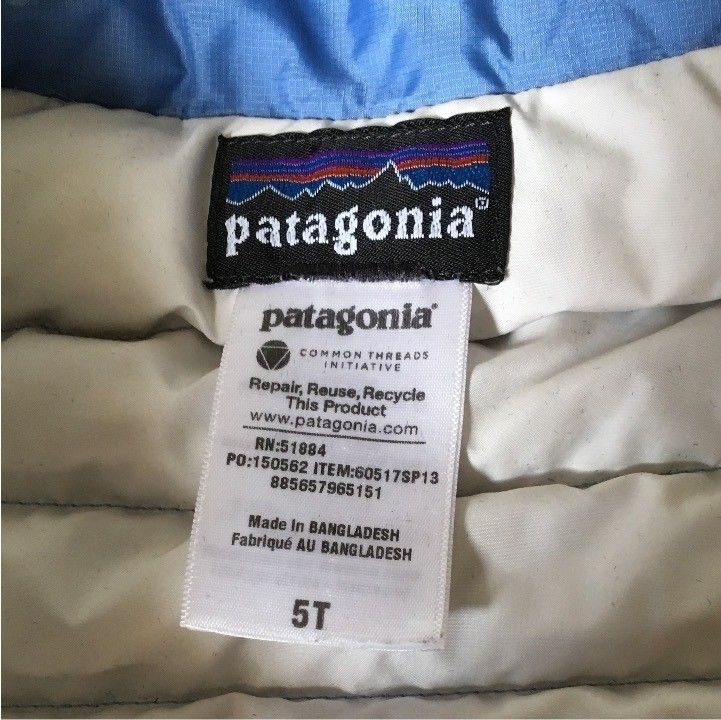 patagonia®
patagonia®
COMMON THREADS
INITIATIVE
Repair, Reuse, Recycle
This Product
www.patagonia.com
RN:51884
PO:150562 ITEM:60517SP13
885657965151
Made in BANGLADESH
Fabriqué AU BANGLADESH
5T